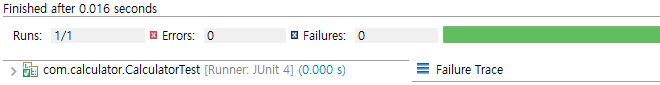 Finished after 0.016 seconds
Runs: 1/1 Errors: 0 Failures: 0
com.calculator.CalculatorTest [Runner: JUnit 4] (0.000 s) Failure Trace